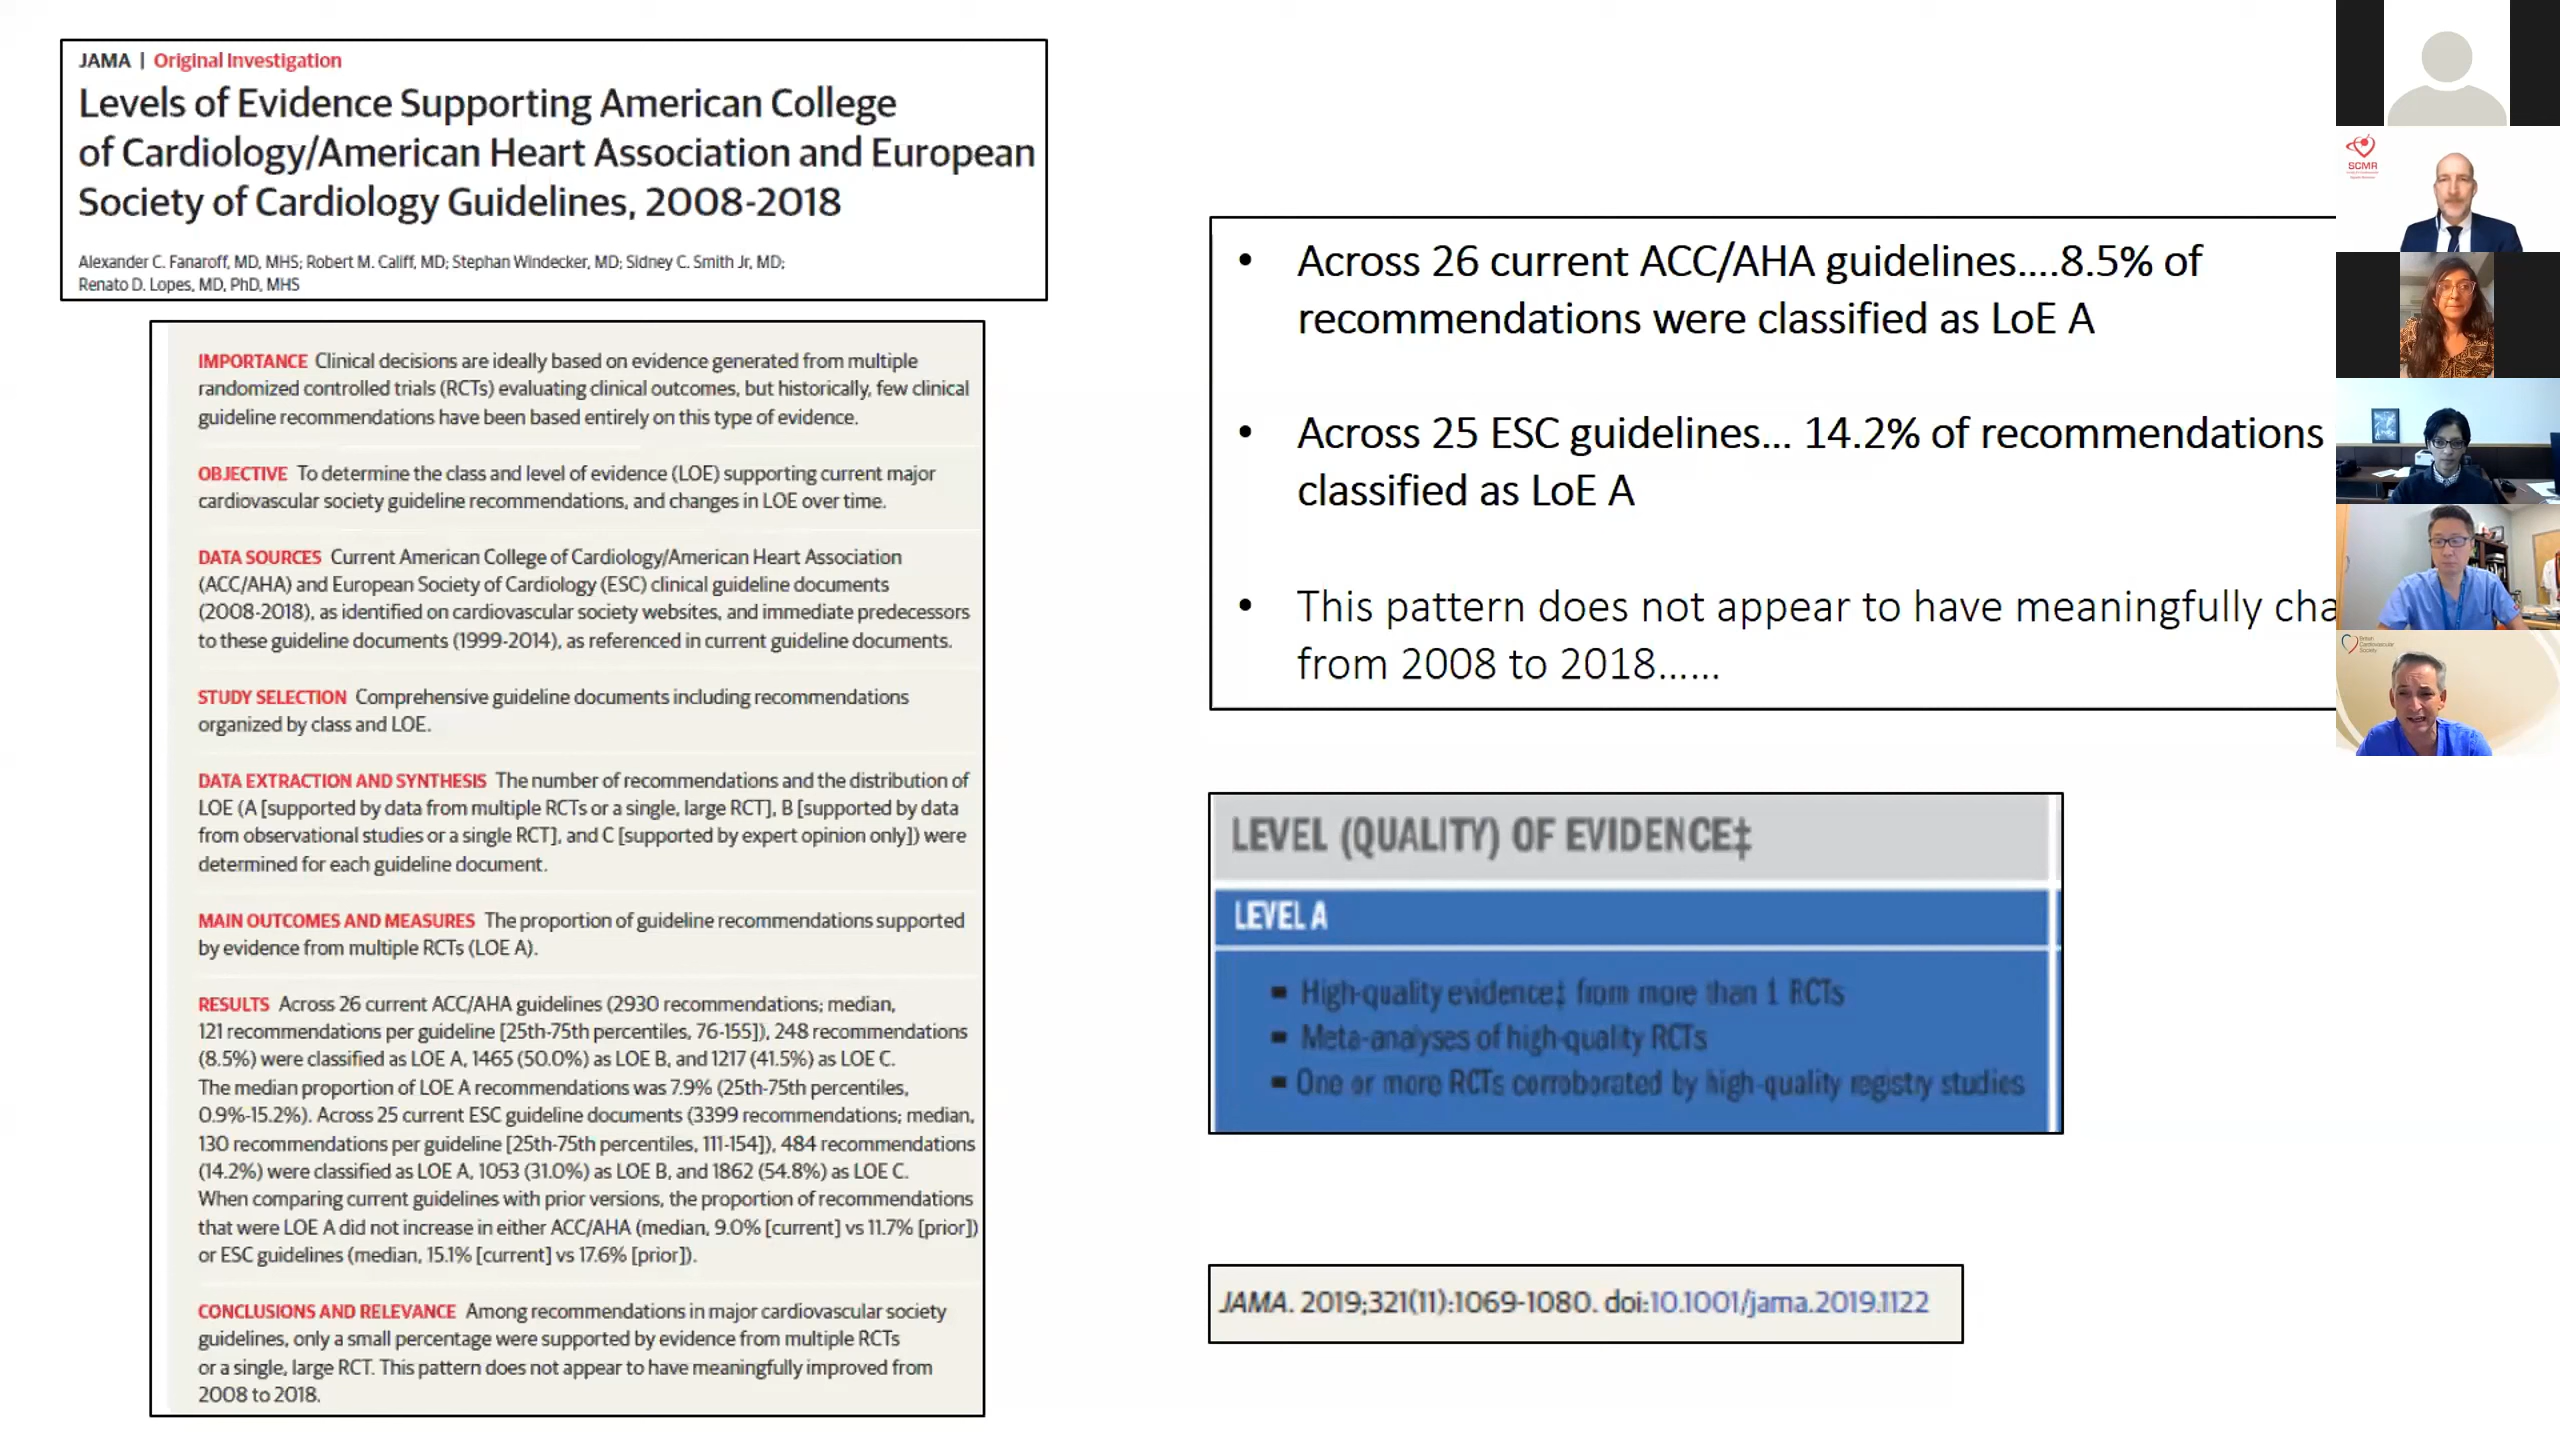 JAMA | Original Investigation
Levels of Evidence Supporting American College
of Cardiology/American Heart Association and European
Society of Cardiology Guidelines, 2008-2018
Alexander C. Fanaroff, MD, MHS; Robert M. Califf, MD; Stephan Windecker, MD; Sidney C. Smith Jr, MD;
Renato D. Lopes, MD, PhD, MHS
IMPORTANCE Clinical decisions are ideally based on evidence generated from multiple
randomized controlled trials (RCTs) evaluating clinical outcomes, but historically, few clinical
guideline recommendations have been based entirely on this type of evidence.
OBJECTIVE To determine the class and level of evidence (LOE) supporting current major
cardiovascular society guideline recommendations, and changes in LOE over time.
DATA SOURCES Current American College of Cardiology/American Heart Association
(ACC/AHA) and European Society of Cardiology (ESC) clinical guideline documents
(2008-2018), as identified on cardiovascular society websites, and immediate predecessors
to these guideline documents (1999-2014), as referenced in current guideline documents.
STUDY SELECTION Comprehensive guideline documents including recommendations
organized by class and LOE.
DATA EXTRACTION AND SYNTHESIS The number of recommendations and the distribution of
LOE (A [supported by data from multiple RCTs or a single, large RCT], B [supported by data
from observational studies or a single RCT], and C [supported by expert opinion only]) were
determined for each guideline document.
MAIN OUTCOMES AND MEASURES The proportion of guideline recommendations supported
by evidence from multiple RCTs (LOE A).
RESULTS Across 26 current ACC/AHA guidelines (2930 recommendations; median,
121 recommendations per guideline [25th-75th percentiles, 76-155]), 248 recommendations
(8.5%) were classified as LOE A, 1465 (50.0%) as LOE B, and 1217 (41.5%) as LOE C.
The median proportion of LOE A recommendations was 7.9% (25th-75th percentiles,
0.9%-15.2%). Across 25 current ESC guideline documents (3399 recommendations; median,
130 recommendations per guideline [25th-75th percentiles, 111-154]), 484 recommendations
(14.2%) were classified as LOE A, 1053 (31.0%) as LOE B, and 1862 (54.8%) as LOE C.
When comparing current guidelines with prior versions, the proportion of recommendations
that were LOE A did not increase in either ACC/AHA (median, 9.0% [current] vs 11.7% [prior])
or ESC guidelines (median, 15.1% [current] vs 17.6% [prior]).
CONCLUSIONS AND RELEVANCE Among recommendations in major cardiovascular society
guidelines, only a small percentage were supported by evidence from multiple RCTs
or a single, large RCT. This pattern does not appear to have meaningfully improved from
2008 to 2018.
• Across 26 current ACC/AHA guidelines....8.5% of
recommendations were classified as LoE A
• Across 25 ESC guidelines... 14.2% of recommendations
classified as LoE A
• This pattern does not appear to have meaningfully cha
from 2008 to 2018......
LEVEL (QUALITY) OF EVIDENCE‡
LEVEL A
▪ High-quality evidence‡ from more than 1 RCTs
▪ Meta-analyses of high-quality RCTs
▪ One or more RCTs corroborated by high-quality registry studies
JAMA. 2019;321(11):1069-1080. doi:10.1001/jama.2019.1122
SCMR
British
Cardiovascular
Society